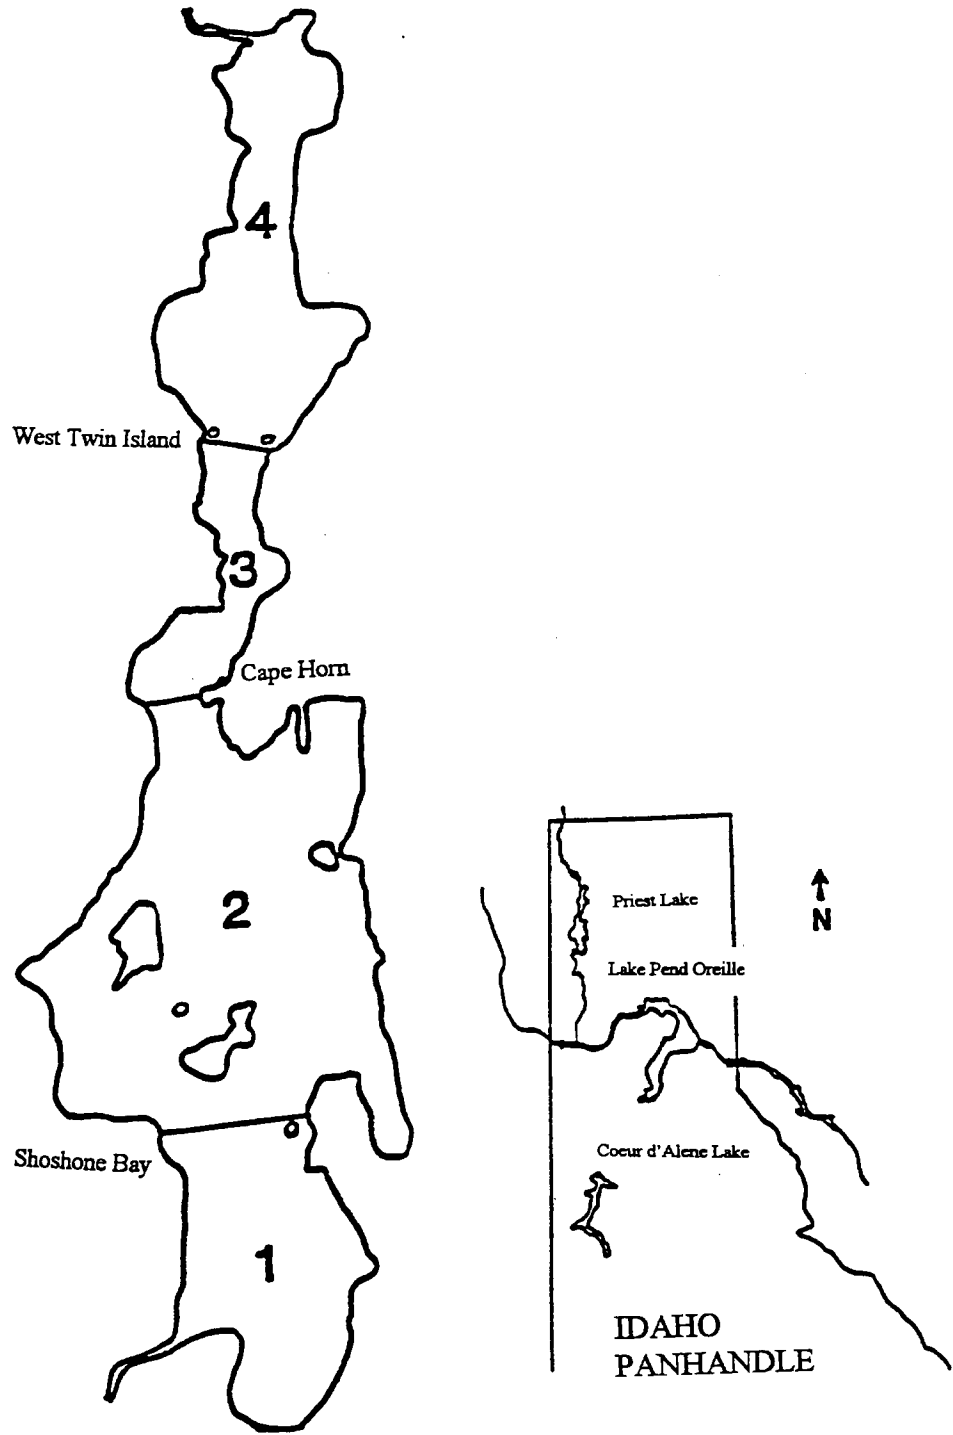 4
West Twin Island
3
Cape Horn
2
Shoshone Bay
1
Priest Lake
N
Lake Pend Oreille
Coeur d'Alene Lake
IDAHO
PANHANDLE